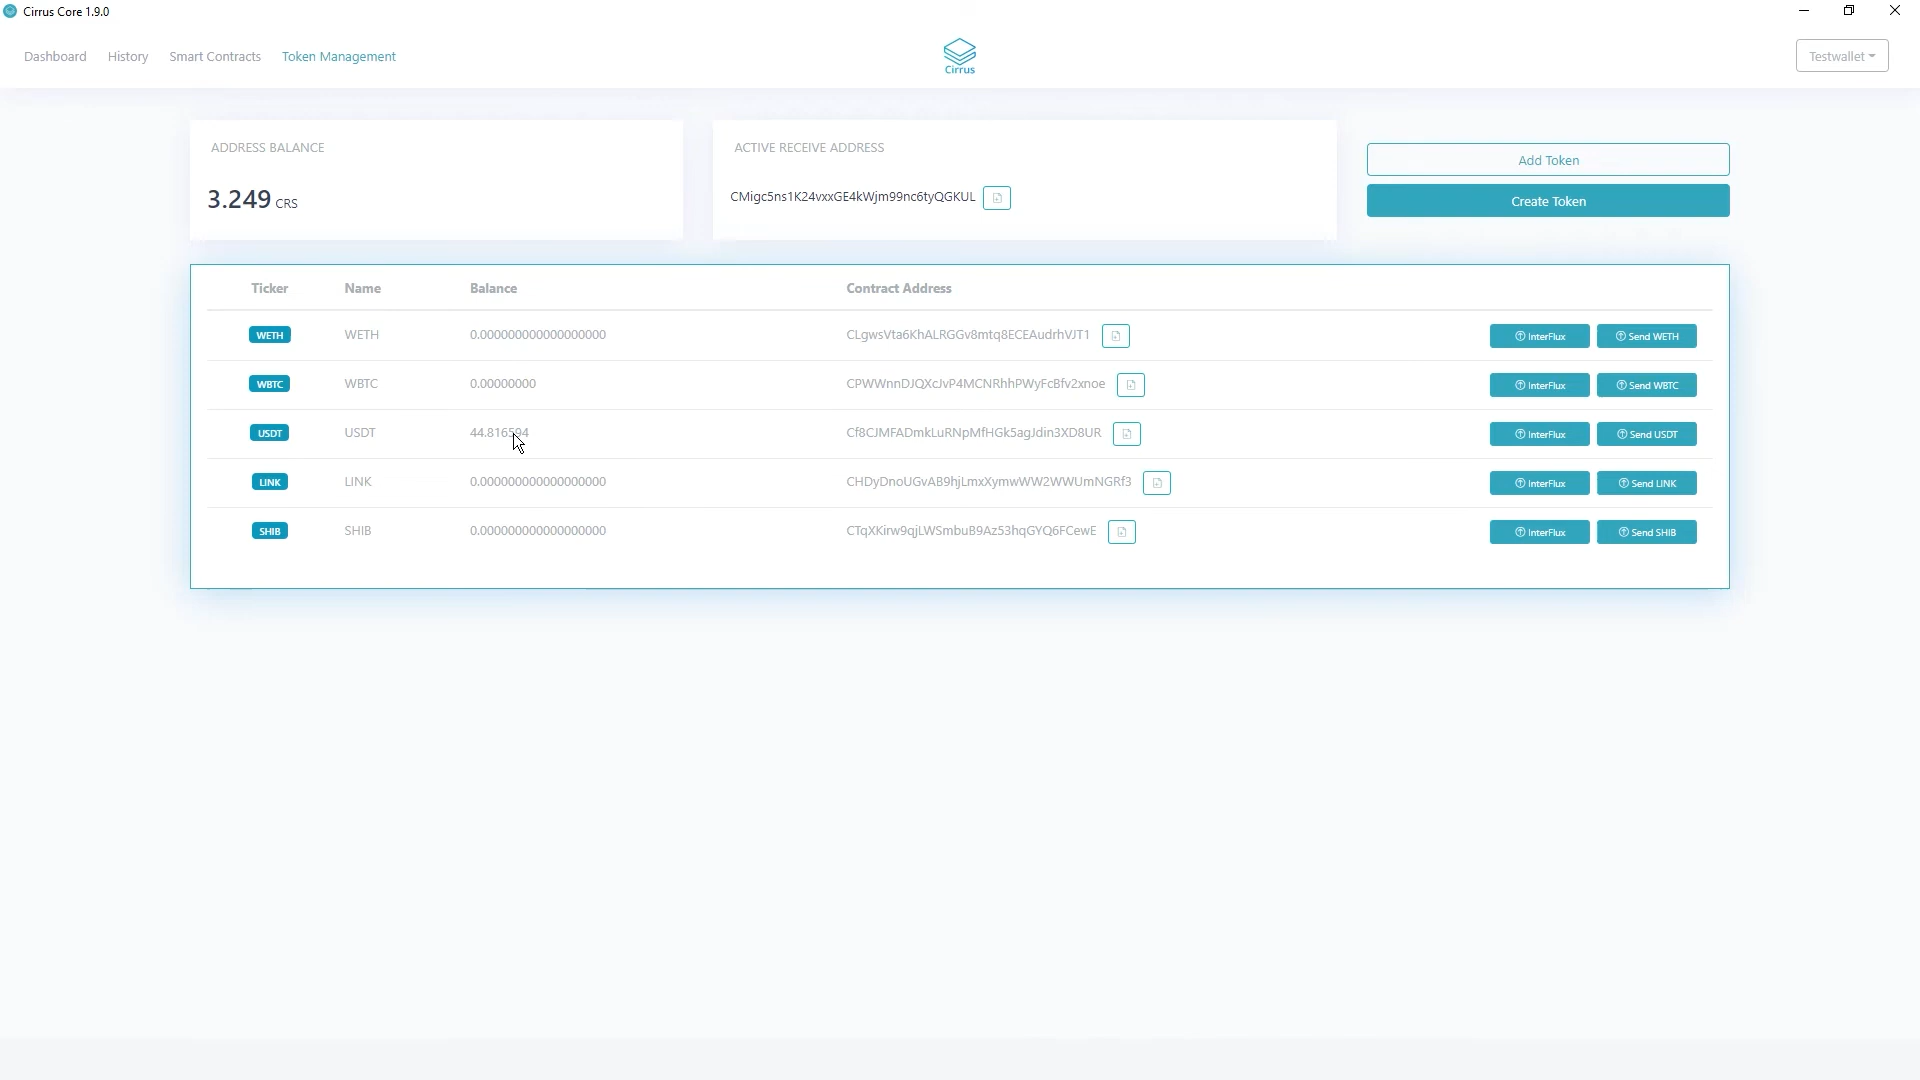 Cirrus Core 1.9.0
Dashboard History Smart Contracts Token Management
Cirrus
Testwallet
ADDRESS BALANCE
3.249 CRS
ACTIVE RECEIVE ADDRESS
CMigc5ns1K24vxxGE4kWjm99nc6tyQGKUL
Add Token
Create Token
Ticker Name Balance Contract Address
WETH WETH 0.000000000000000000 CLgwsVta6KhALRGGv8mtq8ECEAudrhVJT1 InterFlux Send WETH
WBTC WBTC 0.00000000 CPWWnnDJQXcJvP4MCNRhhPWyFcBfv2xnoe InterFlux Send WBTC
USDT USDT 44.816594 Cf8CJMFADmkLuRNpMfHGk5agJdin3XD8UR InterFlux Send USDT
LINK LINK 0.000000000000000000 CHDyDnoUGvAB9hjLmxXymwWW2WWUmNGRf3 InterFlux Send LINK
SHIB SHIB 0.000000000000000000 CTqXKirw9qjLWSmbuB9Az53hqGYQ6FCewE InterFlux Send SHIB